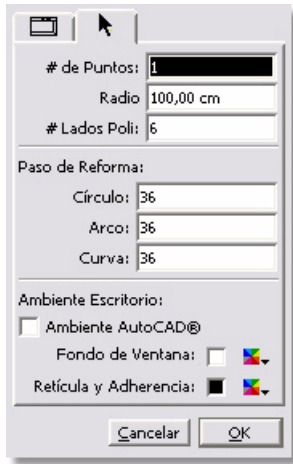 # de Puntos: 1
Radio 100,00 cm
# Lados Poli: 6
Paso de Reforma:
Círculo: 36
Arco: 36
Curva: 36
Ambiente Escritorio:
Ambiente AutoCAD®
Fondo de Ventana:
Retícula y Adherencia:
Cancelar OK